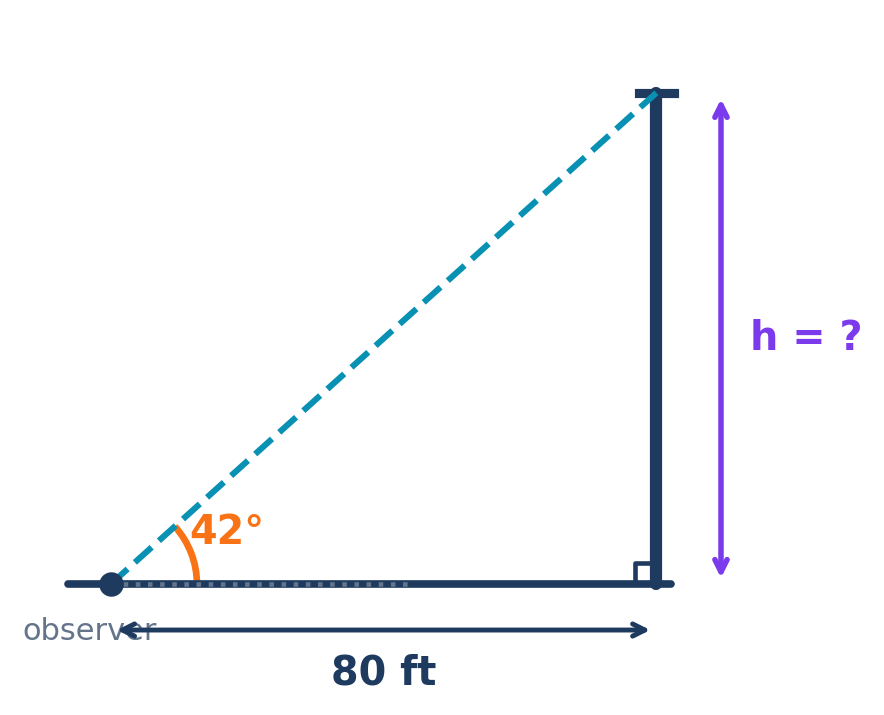 h = ?
42°
observer
80 ft